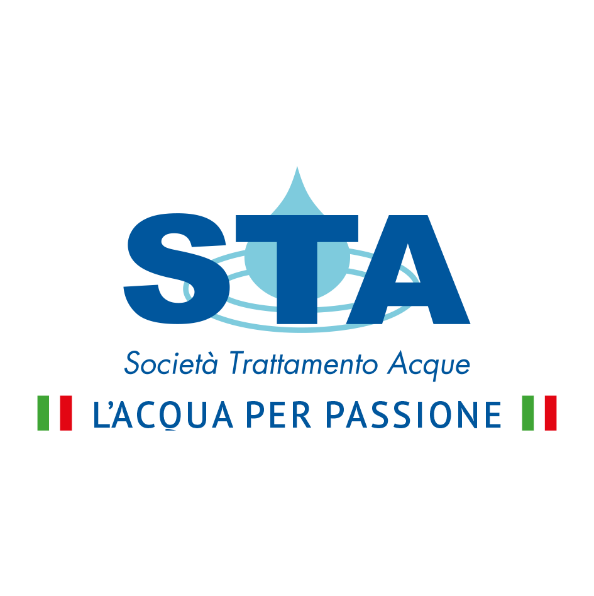 STA
Società Trattamento Acque
L'ACQUA PER PASSIONE